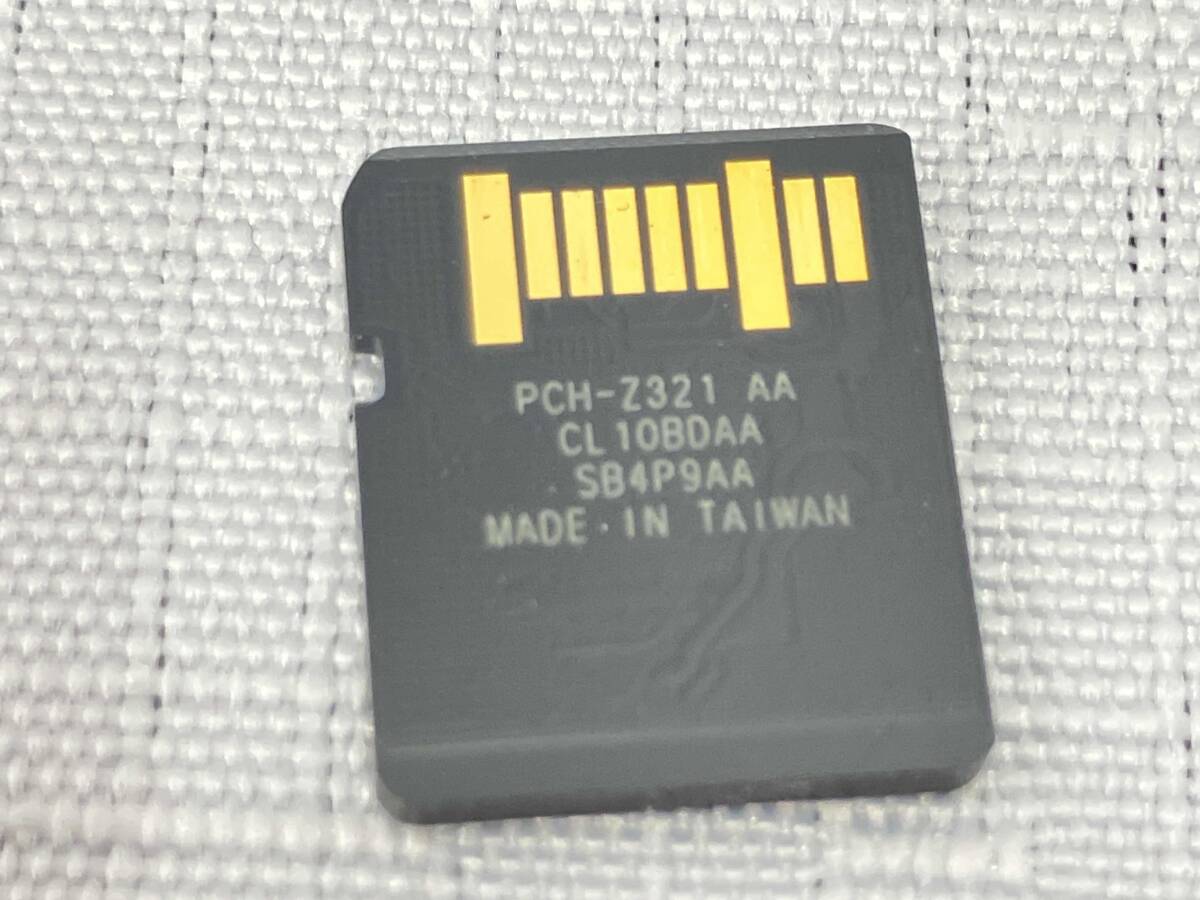 PCH-Z321 AA
CL10BDAA
SB4P9AA
MADE IN TAIWAN